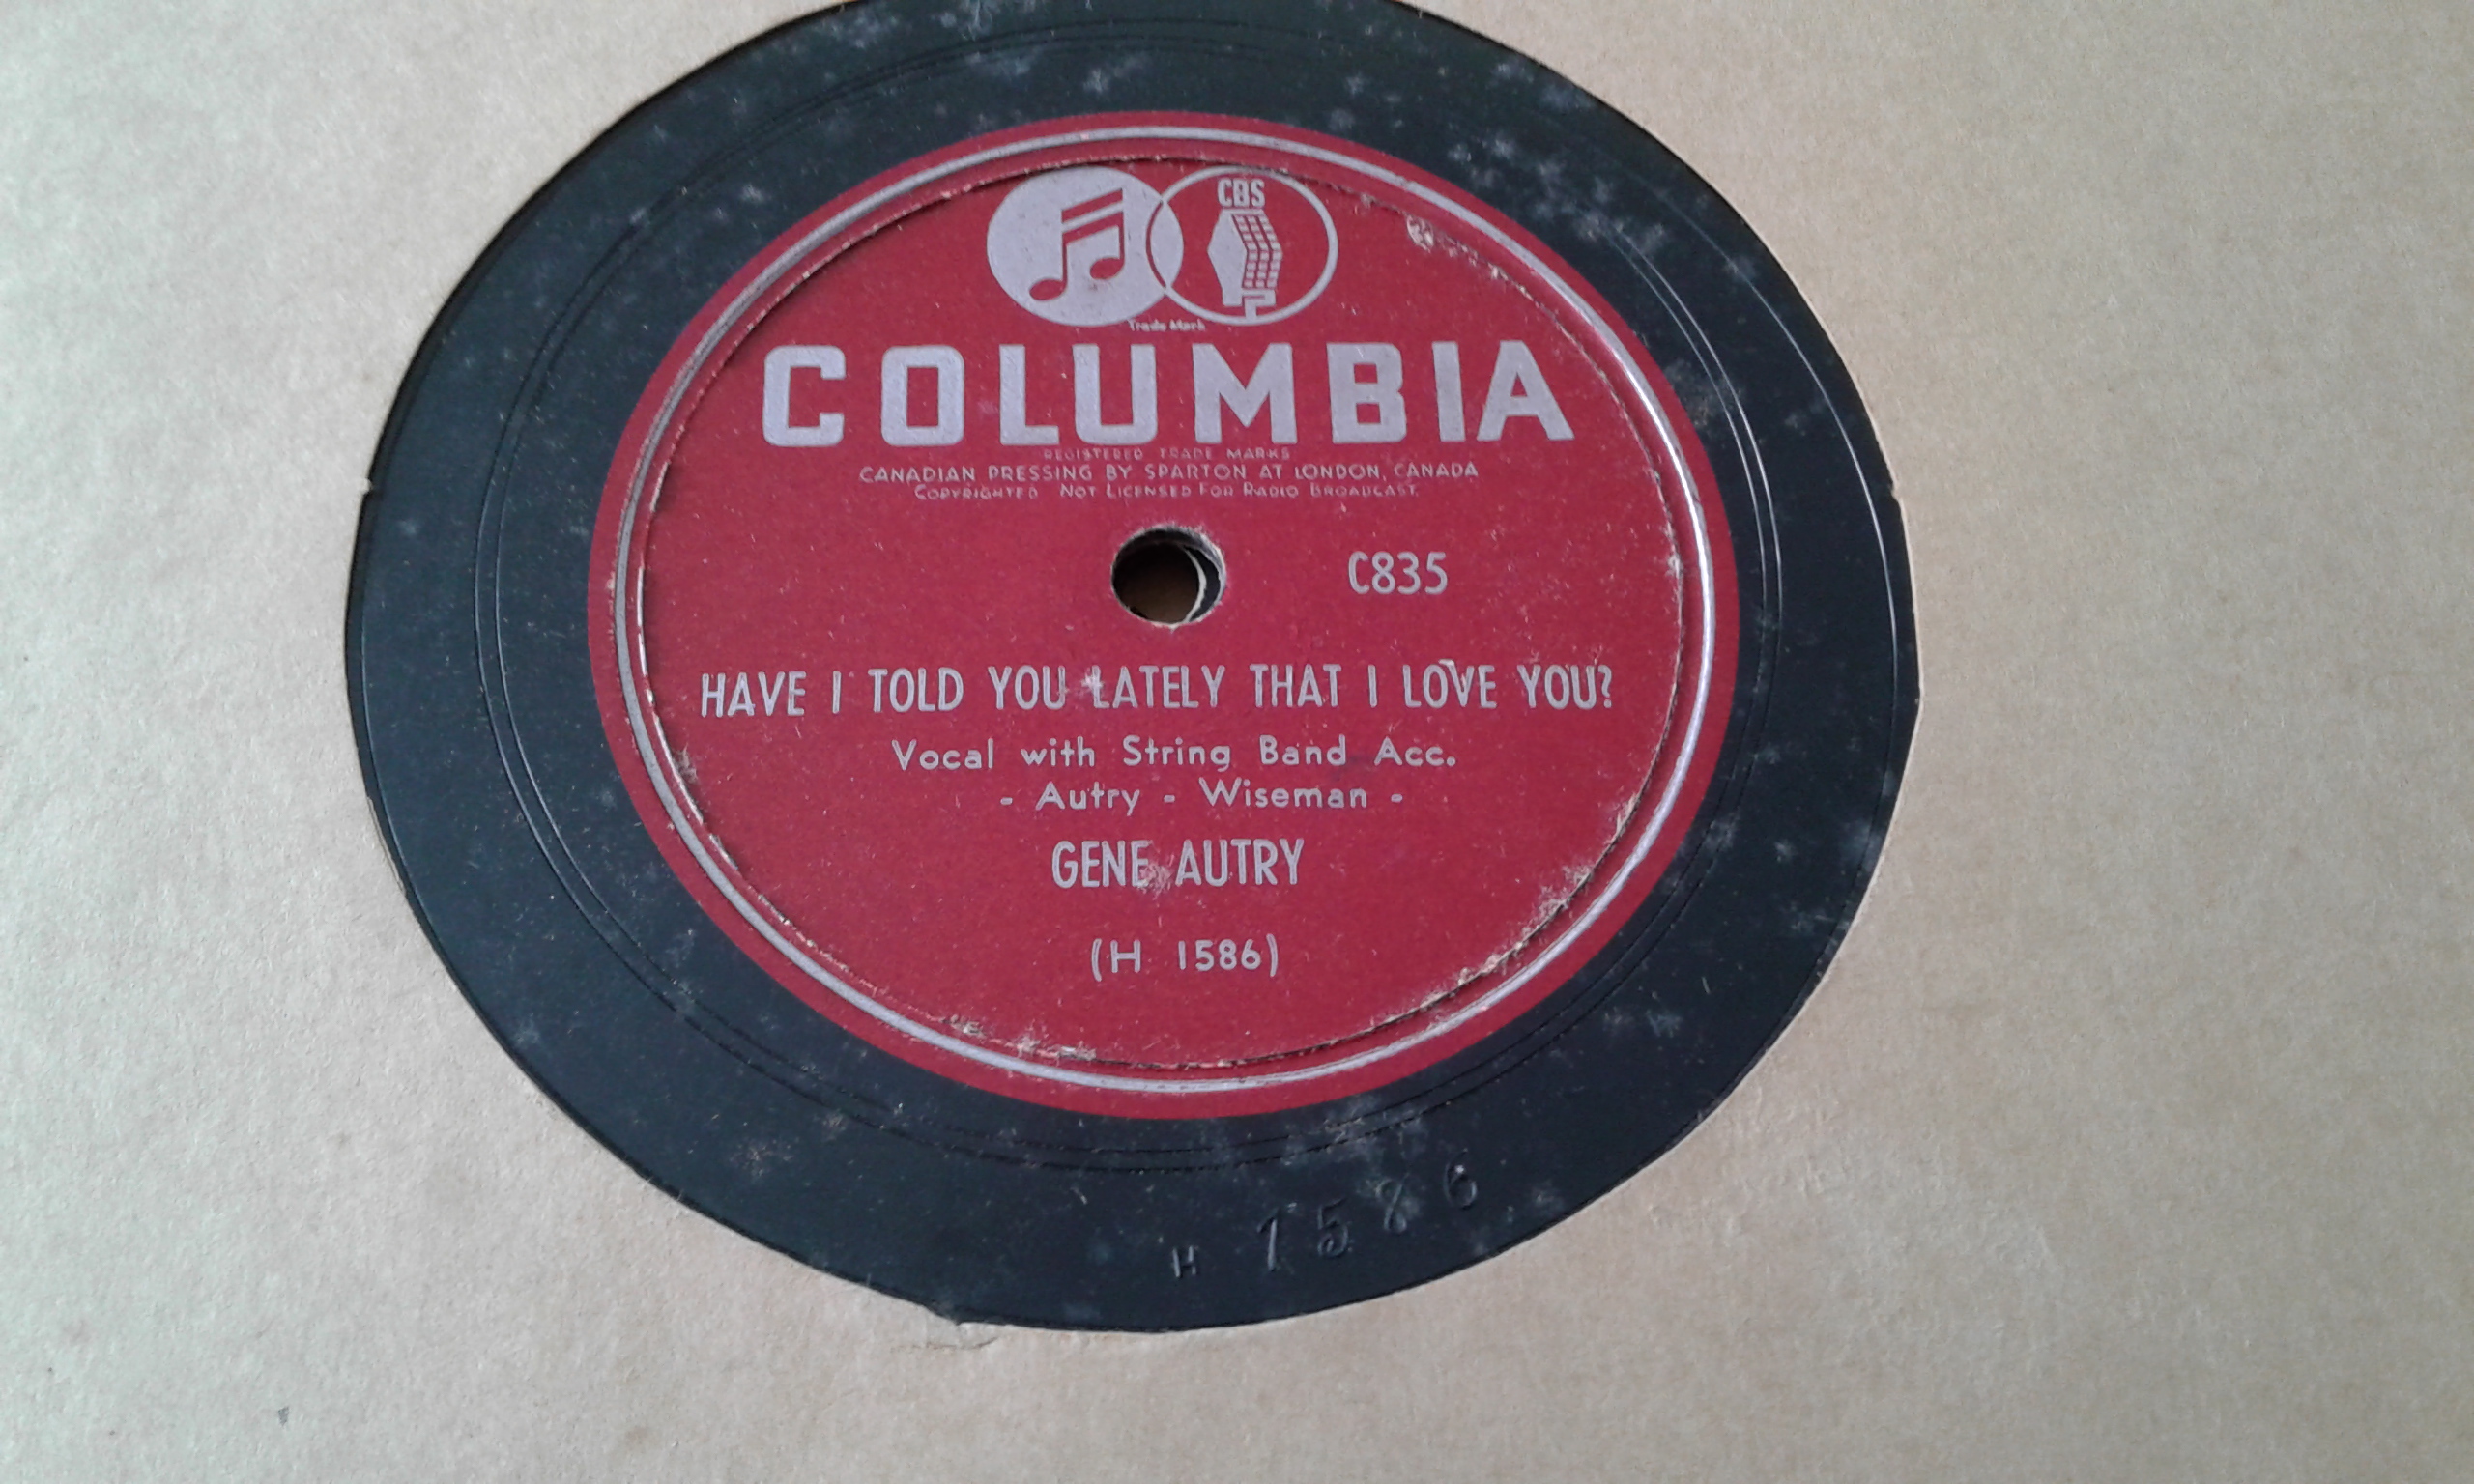 CBS
Trade Mark
COLUMBIA
REGISTERED TRADE MARKS
CANADIAN PRESSING BY SPARTON AT LONDON, CANADA
COPYRIGHTED NOT LICENSED FOR RADIO BROADCAST.
C835
HAVE I TOLD YOU LATELY THAT I LOVE YOU?
Vocal with String Band Acc.
- Autry - Wiseman -
GENE AUTRY
(H 1586)
H 1586